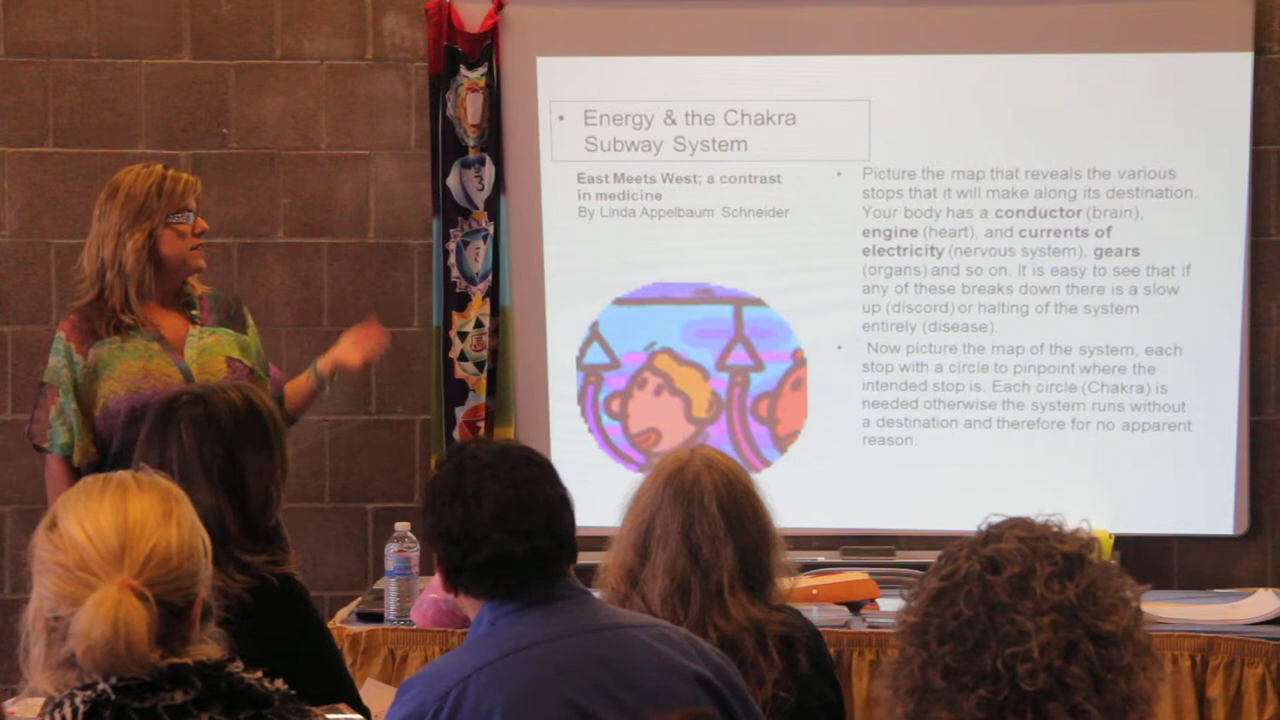 • Energy & the Chakra
Subway System
East Meets West; a contrast
in medicine
By Linda Appelbaum Schneider
• Picture the map that reveals the various
stops that it will make along its destination.
Your body has a conductor (brain),
engine (heart), and currents of
electricity (nervous system), gears
(organs) and so on. It is easy to see that if
any of these breaks down there is a slow
up (discord) or halting of the system
entirely (disease).
• Now picture the map of the system, each
stop with a circle to pinpoint where the
intended stop is. Each circle (Chakra) is
needed otherwise the system runs without
a destination and therefore for no apparent
reason.